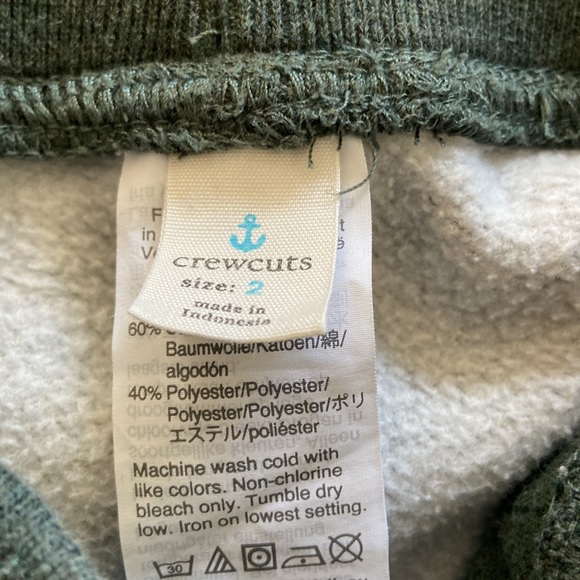 crewcuts
size: 2
made in
Indonesia
F
in
Ve
t
é
60%
Baumwolle/Katoen/綿/
algodón
40% Polyester/Polyester/
Polyester/Polyester/ポリ
エステル/poliéster
Machine wash cold with
like colors. Non-chlorine
bleach only. Tumble dry
low. Iron on lowest setting.
30